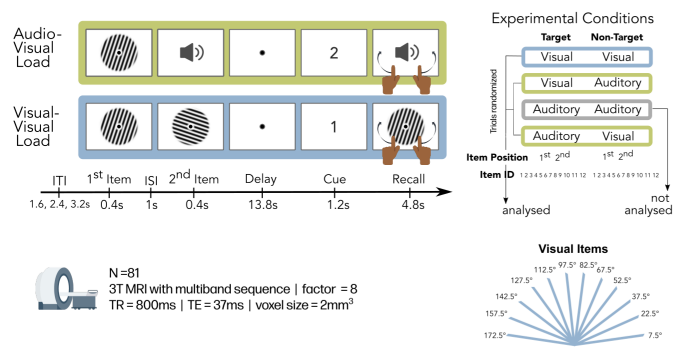 Audio-
Visual
Load
2
Visual-
Visual
Load
1
ITI
1st Item
ISI
2nd Item
Delay
Cue
Recall
1.6, 2.4, 3.2s
0.4s
1s
0.4s
13.8s
1.2s
4.8s
N =81
3T MRI with multiband sequence | factor = 8
TR = 800ms | TE = 37ms | voxel size = 2mm³
Experimental Conditions
Target Non-Target
Trials randomized
Visual Visual
Visual Auditory
Auditory Auditory
Auditory Visual
Item Position 1st 2nd 1st 2nd
Item ID 1 2 3 4 5 6 7 8 9 10 11 12 1 2 3 4 5 6 7 8 9 10 11 12
analysed
not
analysed
Visual Items
97.5° 82.5°
112.5° 67.5°
127.5° 52.5°
142.5° 37.5°
157.5° 22.5°
172.5° 7.5°